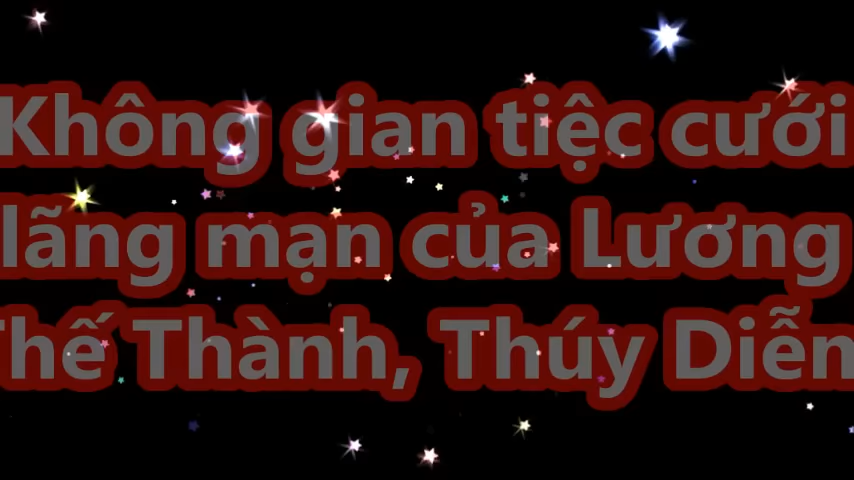 Không gian tiệc cưới
lãng mạn của Lương
Thế Thành, Thúy Diễm